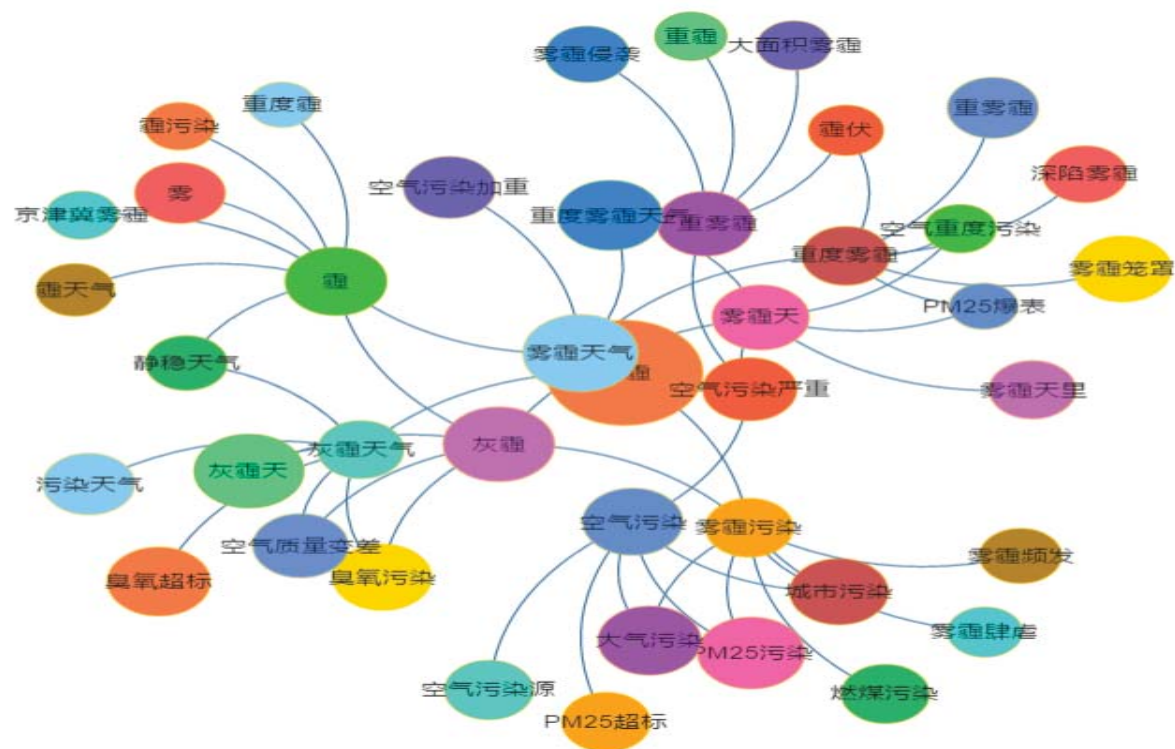 雾霾侵袭
重霾
大面积雾霾
重度霾
霾污染
霾伏
重雾霾
空气污染加重
深陷雾霾
雾
京津冀雾霾
重度雾霾天气
重雾霾
空气重度污染
重度雾霾
雾霾笼罩
霾
霾天气
PM25爆表
雾霾天
静稳天气
雾霾天气
霾
空气污染严重
雾霾天里
灰霾天气
灰霾
灰霾天
污染天气
空气污染
雾霾污染
空气质量变差
雾霾频发
臭氧超标
臭氧污染
城市污染
雾霾肆虐
大气污染
PM25污染
空气污染源
燃煤污染
PM25超标